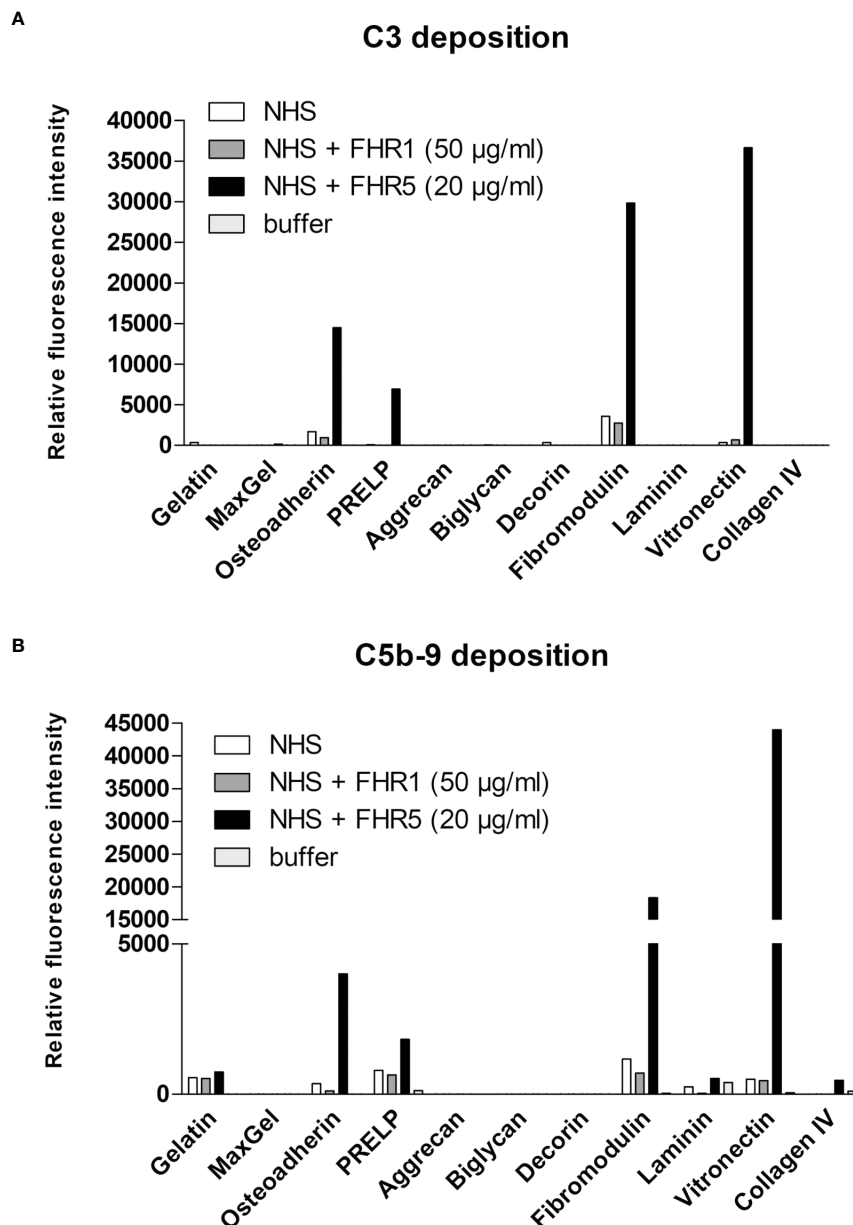 A
C3 deposition
Relative fluorescence intensity
40000
35000
30000
25000
20000
15000
10000
5000
0
NHS
NHS + FHR1 (50 µg/ml)
NHS + FHR5 (20 µg/ml)
buffer
Gelatin
MaxGel
Osteoadherin
PRELP
Aggrecan
Biglycan
Decorin
Fibromodulin
Laminin
Vitronectin
Collagen IV
B
C5b-9 deposition
Relative fluorescence intensity
45000
40000
35000
30000
25000
20000
15000
5000
0
NHS
NHS + FHR1 (50 µg/ml)
NHS + FHR5 (20 µg/ml)
buffer
Gelatin
MaxGel
Osteoadherin
PRELP
Aggrecan
Biglycan
Decorin
Fibromodulin
Laminin
Vitronectin
Collagen IV